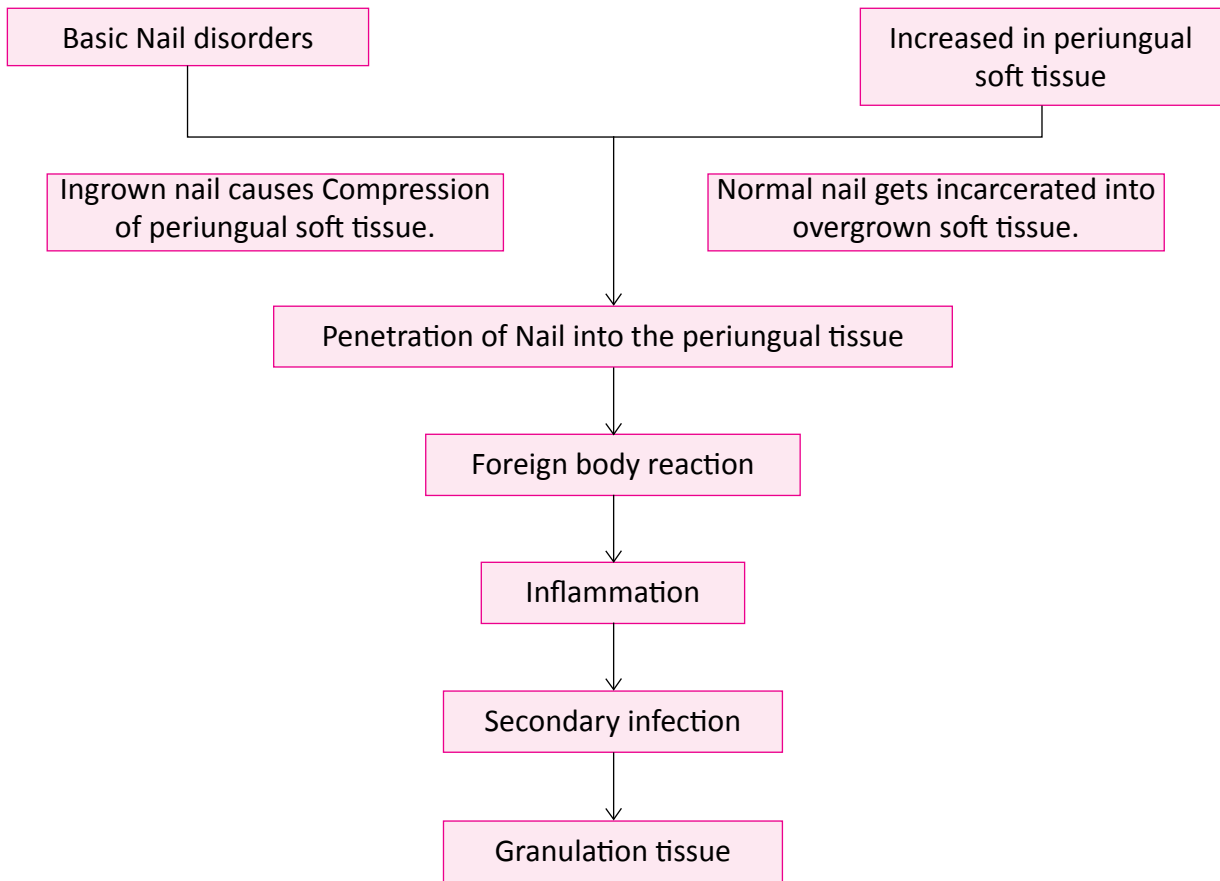 Basic Nail disorders
Increased in periungual
soft tissue
Ingrown nail causes Compression
of periungual soft tissue.
Normal nail gets incarcerated into
overgrown soft tissue.
Penetration of Nail into the periungual tissue
Foreign body reaction
Inflammation
Secondary infection
Granulation tissue